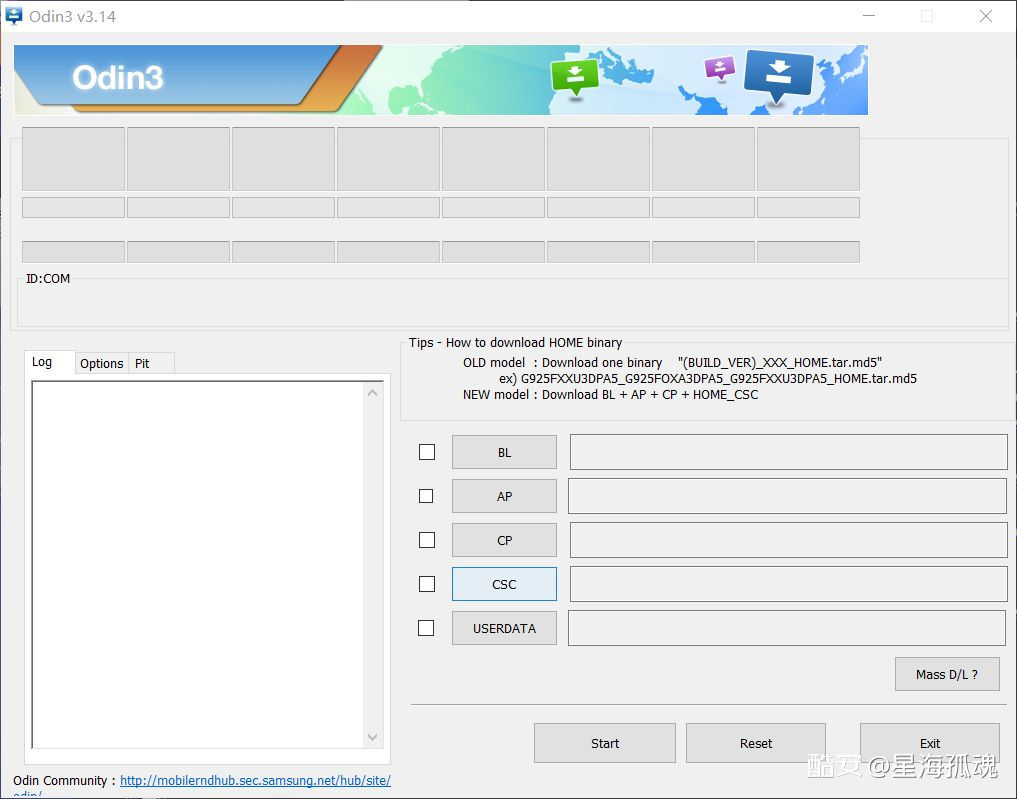 Odin3 v3.14
Odin3
ID:COM
Log Options Pit
Tips - How to download HOME binary
OLD model : Download one binary "(BUILD_VER)_XXX_HOME.tar.md5"
ex) G925FXXU3DPA5_G925FOXA3DPA5_G925FXXU3DPA5_HOME.tar.md5
NEW model : Download BL + AP + CP + HOME_CSC
BL
AP
CP
CSC
USERDATA
Mass D/L ?
Start Reset Exit
酷安 @星海孤魂
Odin Community : http://mobilerndhub.sec.samsung.net/hub/site/
odin/